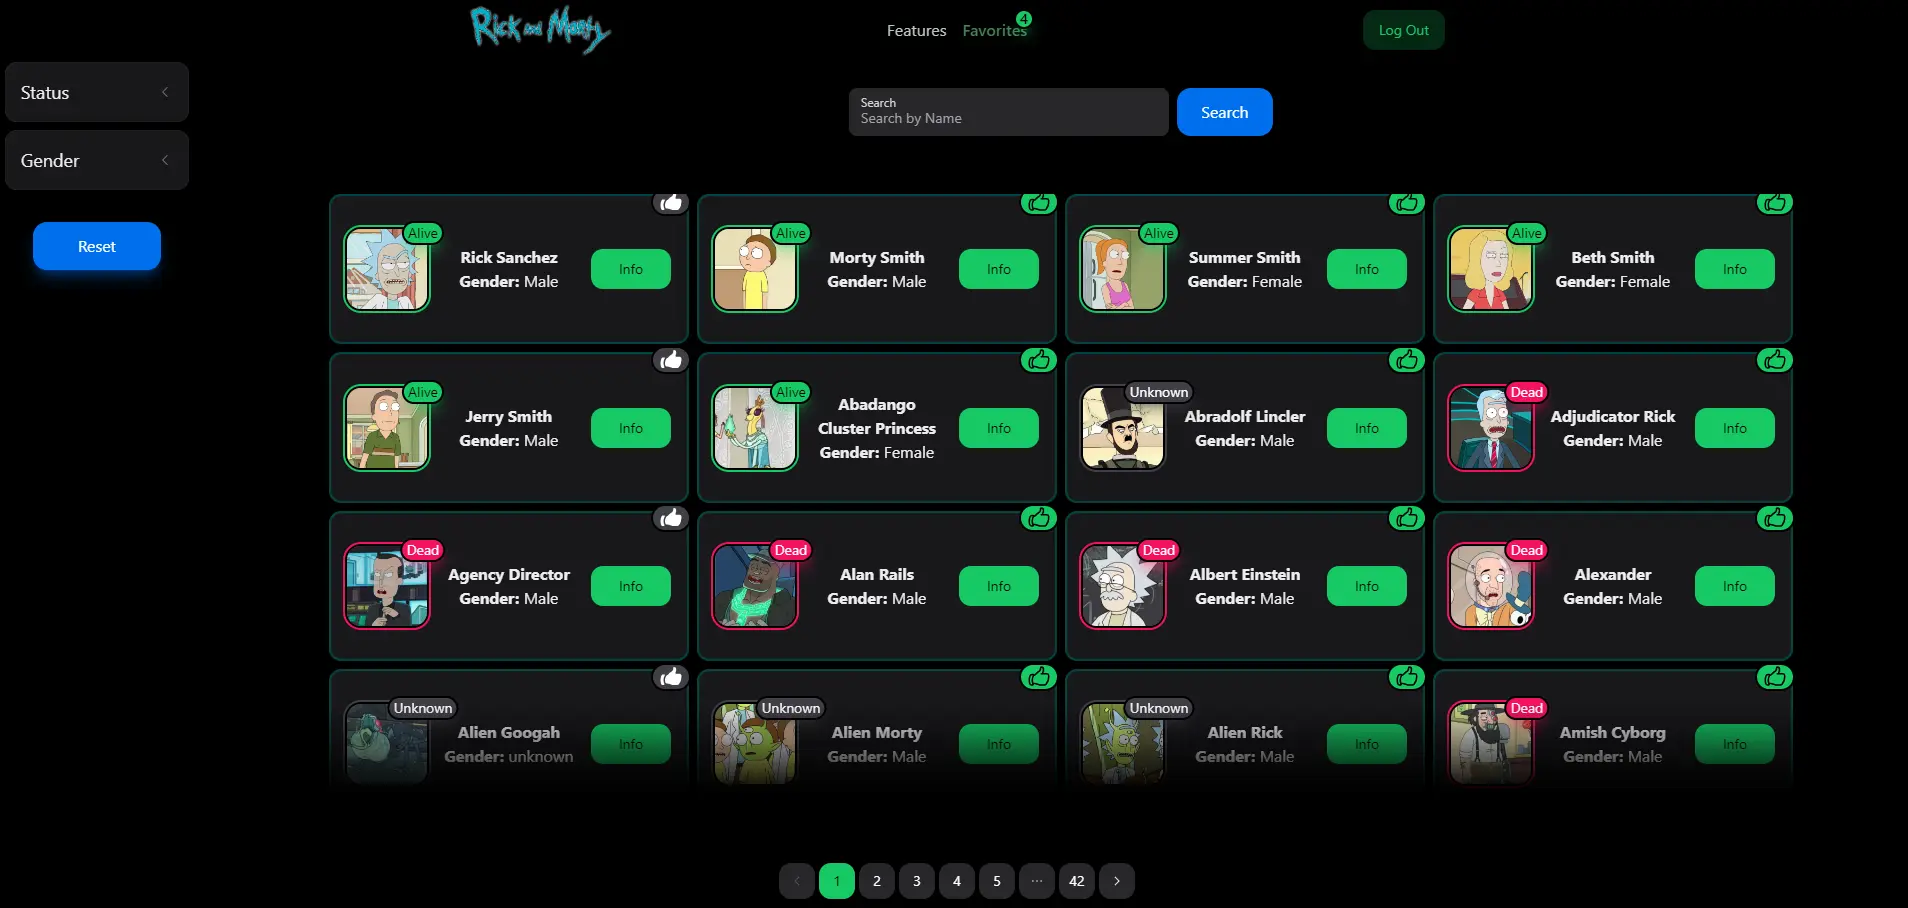 Rick and Morty
Features
Favorites
4
Log Out
Status
Gender
Reset
Search
Search by Name
Search
Alive
Rick Sanchez
Gender: Male
Info
Alive
Morty Smith
Gender: Male
Info
Alive
Summer Smith
Gender: Female
Info
Alive
Beth Smith
Gender: Female
Info
Alive
Jerry Smith
Gender: Male
Info
Alive
Abadango
Cluster Princess
Gender: Female
Info
Unknown
Abradolf Lincler
Gender: Male
Info
Dead
Adjudicator Rick
Gender: Male
Info
Dead
Agency Director
Gender: Male
Info
Dead
Alan Rails
Gender: Male
Info
Dead
Albert Einstein
Gender: Male
Info
Dead
Alexander
Gender: Male
Info
Unknown
Alien Googah
Gender: unknown
Info
Unknown
Alien Morty
Gender: Male
Info
Unknown
Alien Rick
Gender: Male
Info
Dead
Amish Cyborg
Gender: Male
Info
1 2 3 4 5 ... 42